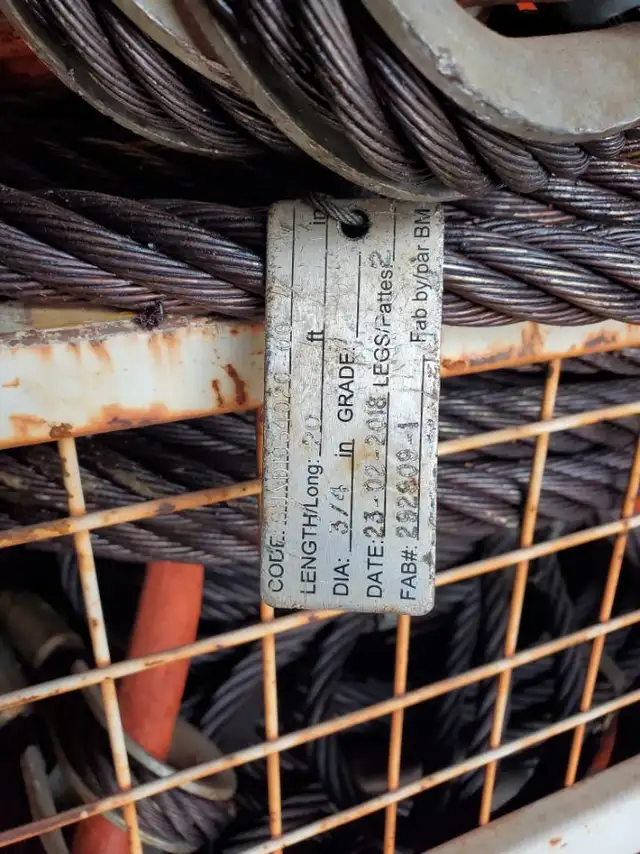 CODE:
LENGTH/Long: 20 ft in
DIA: 3/4 in GRADE:
DATE: 23-02-2018 LEGS/Pattes 2
FAB#: 292609-1 Fab by/par BM